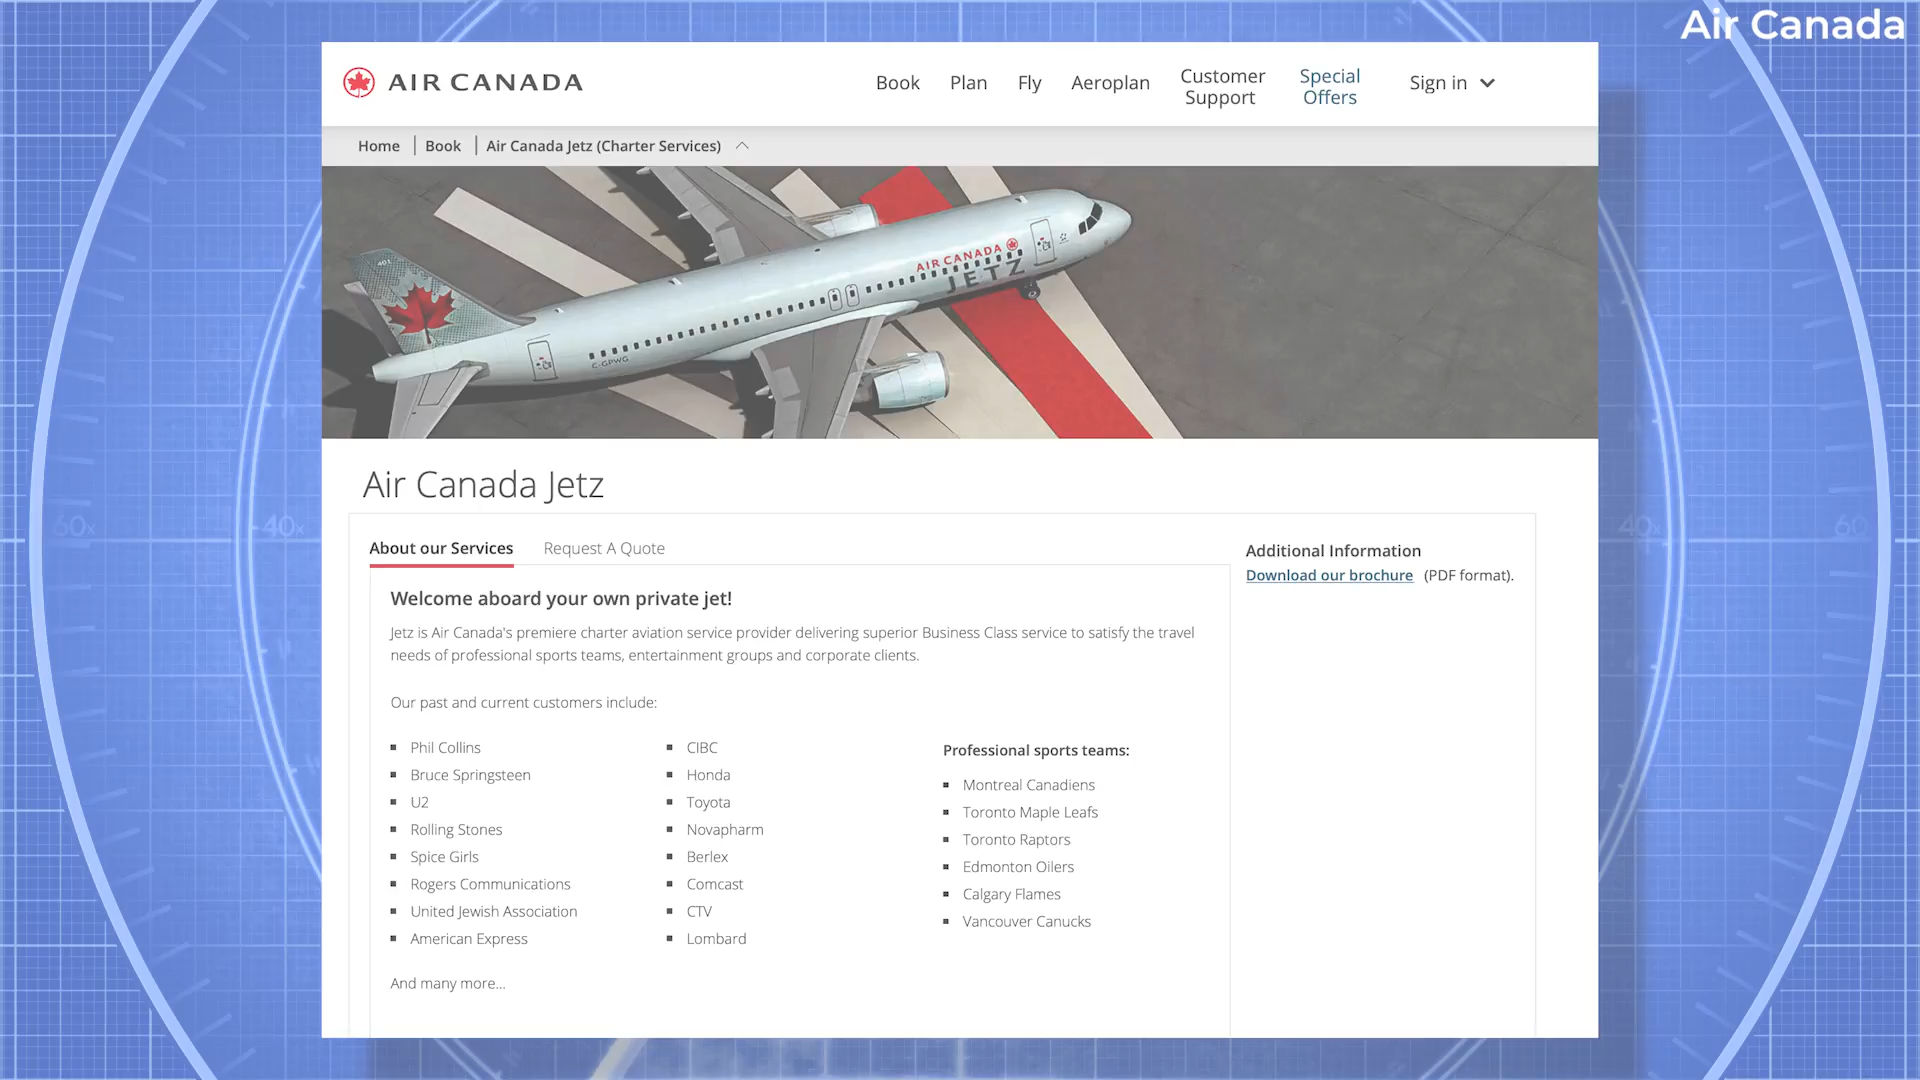 Air Canada
AIR CANADA
Book
Plan
Fly
Aeroplan
Customer
Support
Special
Offers
Sign in
Home
Book
Air Canada Jetz (Charter Services)
401
AIR CANADA
JETZ
C-GPWG
Air Canada Jetz
About our Services
Request A Quote
Welcome aboard your own private jet!
Jetz is Air Canada's premiere charter aviation service provider delivering superior Business Class service to satisfy the travel
needs of professional sports teams, entertainment groups and corporate clients.
Our past and current customers include:
Phil Collins
Bruce Springsteen
U2
Rolling Stones
Spice Girls
Rogers Communications
United Jewish Association
American Express
CIBC
Honda
Toyota
Novapharm
Berlex
Comcast
CTV
Lombard
Professional sports teams:
Montreal Canadiens
Toronto Maple Leafs
Toronto Raptors
Edmonton Oilers
Calgary Flames
Vancouver Canucks
And many more...
Additional Information
Download our brochure (PDF format).
60x
40x
40x
60